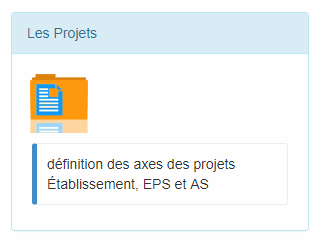 Les Projets
définition des axes des projets
Établissement, EPS et AS